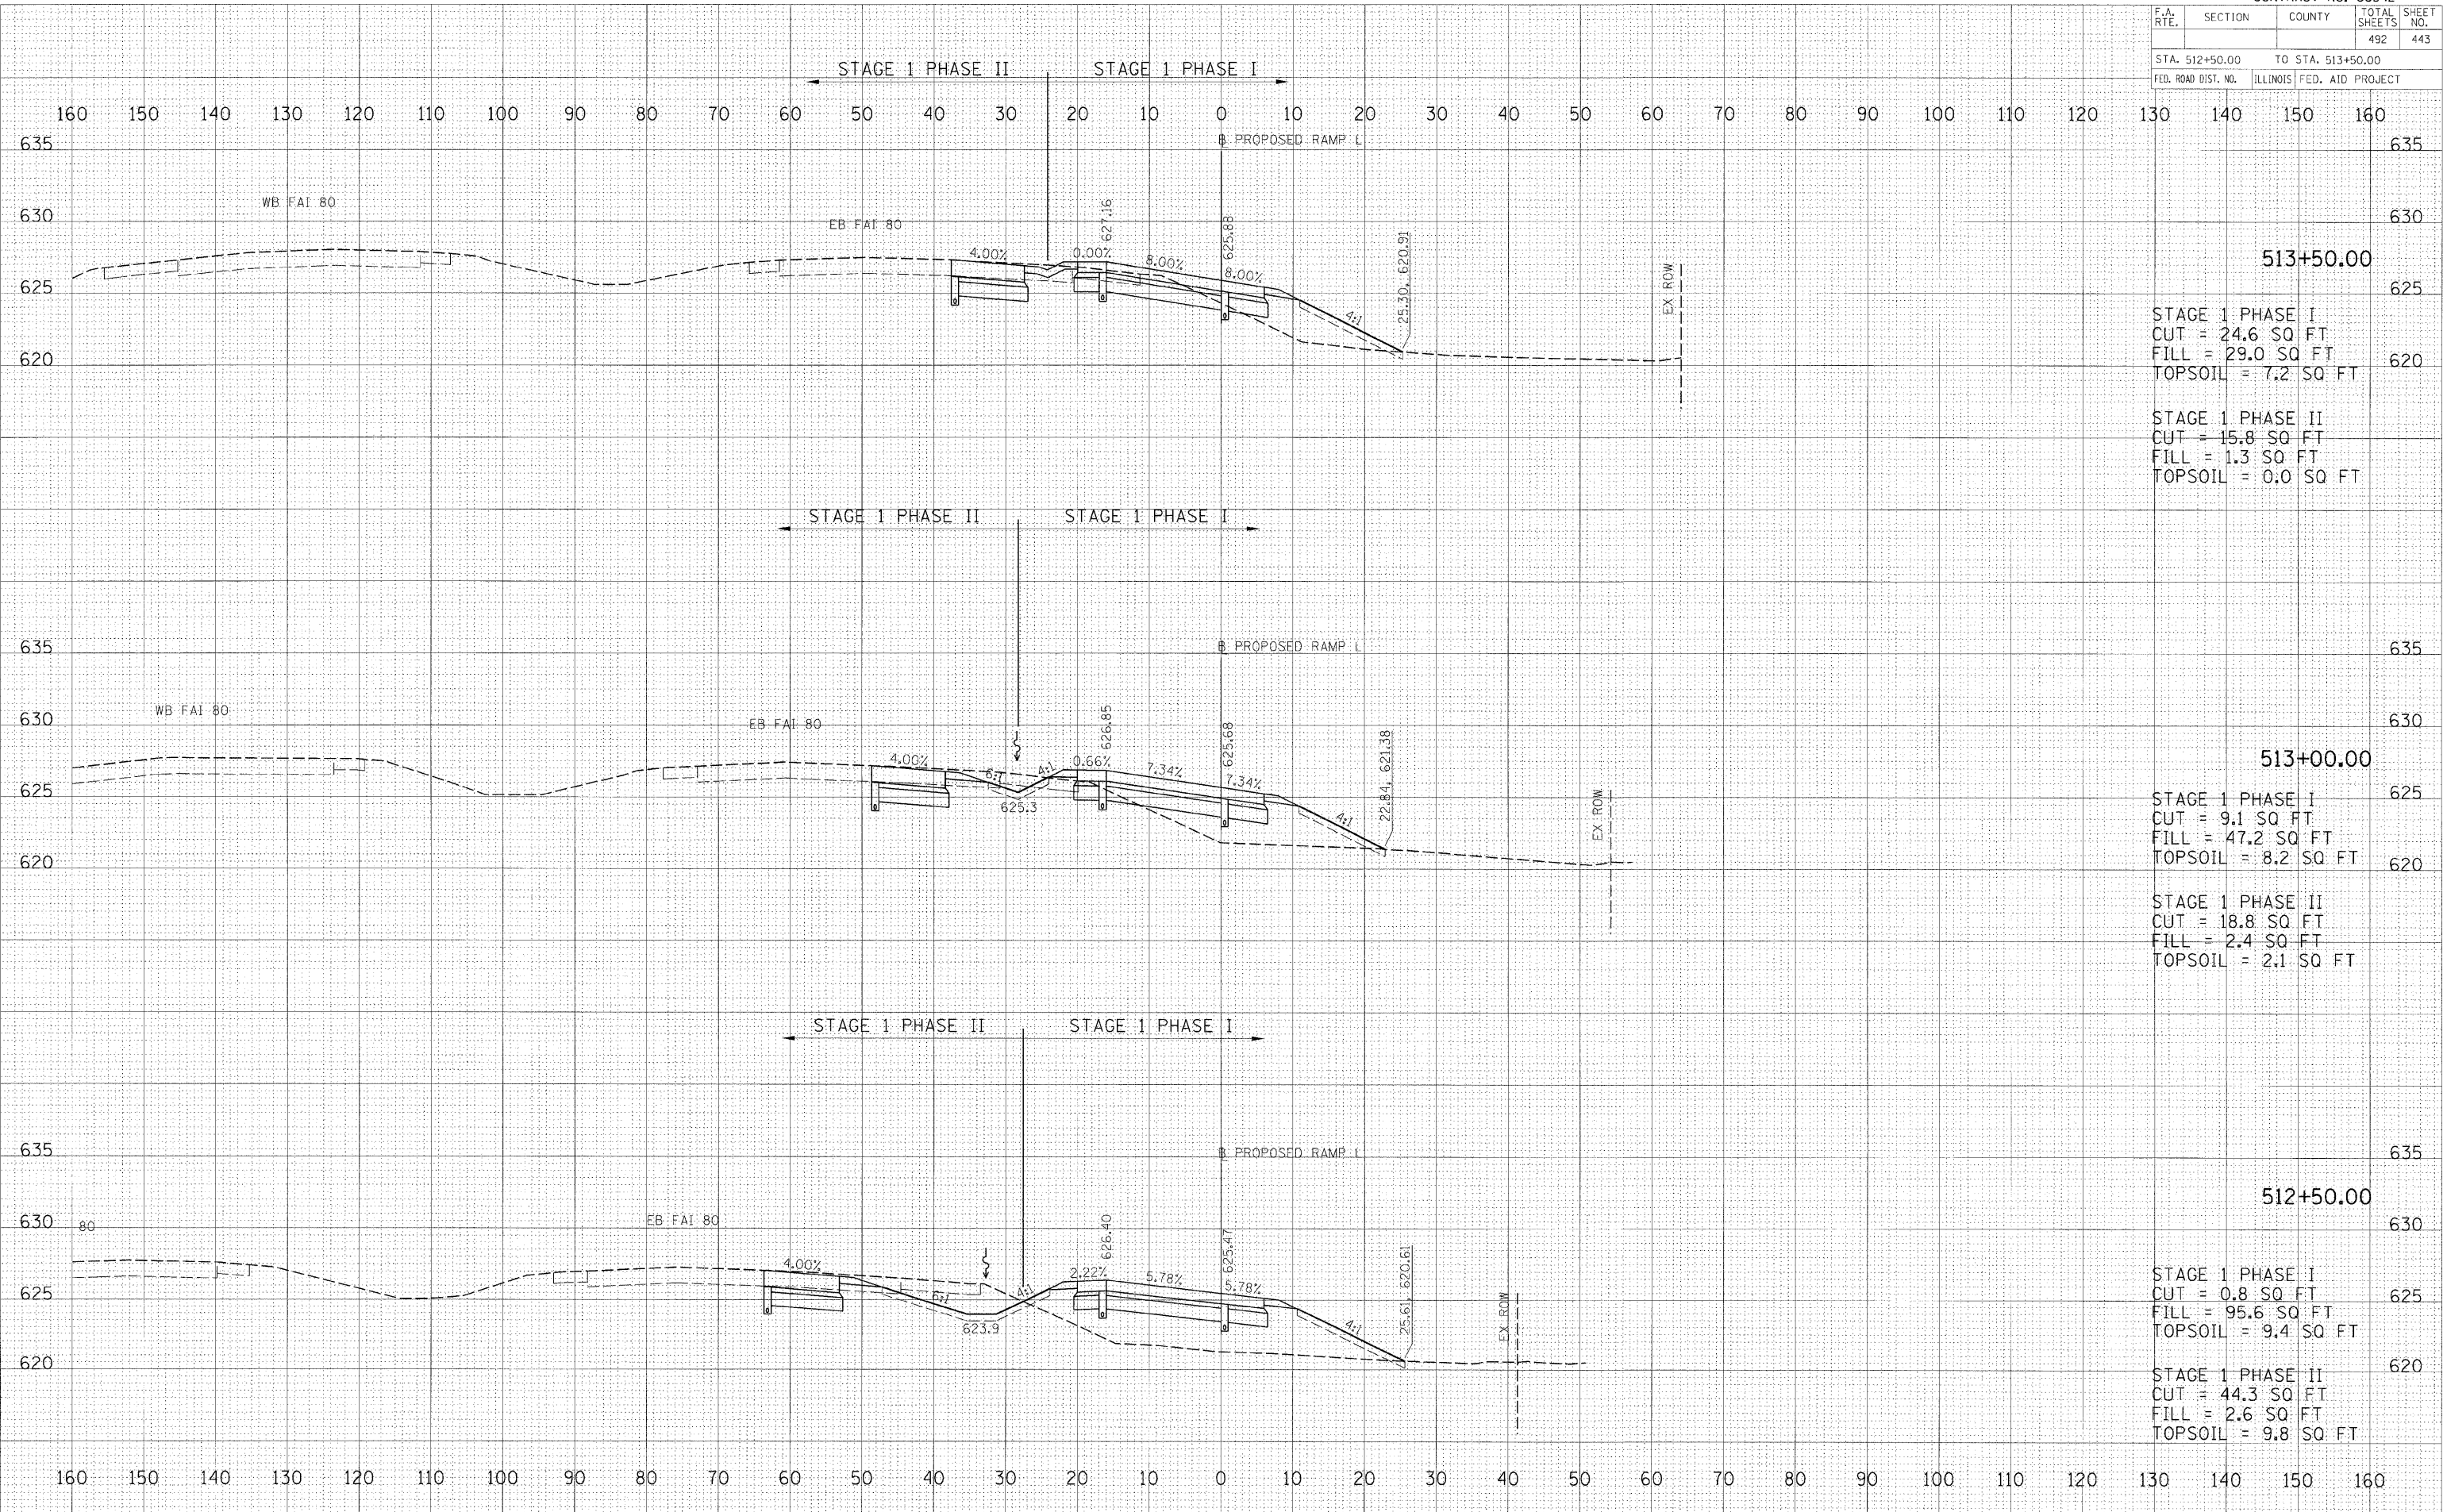 F.A. RTE. SECTION COUNTY TOTAL SHEETS SHEET NO.
492 443
STA. 512+50.00 TO STA. 513+50.00
FED. ROAD DIST. NO. ILLINOIS FED. AID PROJECT
STAGE 1 PHASE II STAGE 1 PHASE I
160 150 140 130 120 110 100 90 80 70 60 50 40 30 20 10 0 10 20 30 40 50 60 70 80 90 100 110 120 130 140 150 160
635 PROPOSED RAMP L 635
630 WB FAI 80 EB FAI 80 627.16 625.88 630
513+50.00
4.00% 0.00% 8.00% 8.00%
625 4:1 25.30, 620.91 EX ROW 625
620 620
STAGE 1 PHASE I
CUT = 24.6 SQ FT
FILL = 29.0 SQ FT
TOPSOIL = 7.2 SQ FT
STAGE 1 PHASE II
CUT = 15.8 SQ FT
FILL = 1.3 SQ FT
TOPSOIL = 0.0 SQ FT
STAGE 1 PHASE II STAGE 1 PHASE I
635 PROPOSED RAMP L 635
630 WB FAI 80 EB FAI 80 626.85 625.68 630
513+00.00
4.00% 6:1 4:1 0.66% 7.34% 7.34%
625 625.3 4:1 22.84, 621.38 EX ROW 625
620 620
STAGE 1 PHASE I
CUT = 9.1 SQ FT
FILL = 47.2 SQ FT
TOPSOIL = 8.2 SQ FT
STAGE 1 PHASE II
CUT = 18.8 SQ FT
FILL = 2.4 SQ FT
TOPSOIL = 2.1 SQ FT
STAGE 1 PHASE II STAGE 1 PHASE I
635 PROPOSED RAMP L 635
512+50.00
630 80 EB FAI 80 626.40 625.47 630
4.00% 6:1 4:1 2.22% 5.78% 5.78%
625 623.9 4:1 25.61, 620.61 EX ROW 625
620 620
STAGE 1 PHASE I
CUT = 0.8 SQ FT
FILL = 95.6 SQ FT
TOPSOIL = 9.4 SQ FT
STAGE 1 PHASE II
CUT = 44.3 SQ FT
FILL = 2.6 SQ FT
TOPSOIL = 9.8 SQ FT
160 150 140 130 120 110 100 90 80 70 60 50 40 30 20 10 0 10 20 30 40 50 60 70 80 90 100 110 120 130 140 150 160